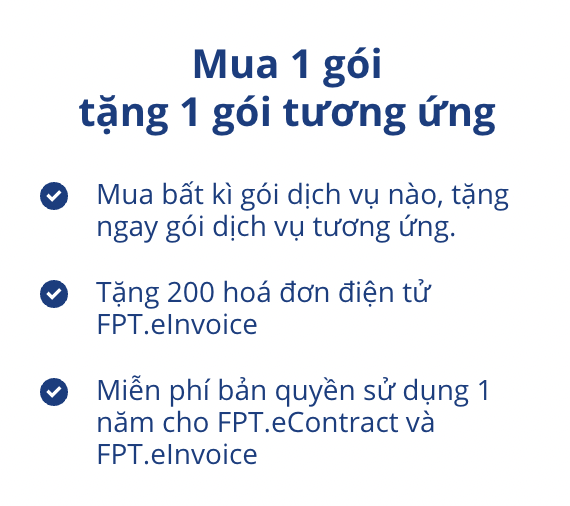 Mua 1 gói
tặng 1 gói tương ứng
Mua bất kì gói dịch vụ nào, tặng
ngay gói dịch vụ tương ứng.
Tặng 200 hoá đơn điện tử
FPT.eInvoice
Miễn phí bản quyền sử dụng 1
năm cho FPT.eContract và
FPT.eInvoice